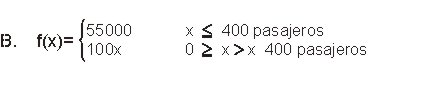 B. f(x)= { 55000 x ≤ 400 pasajeros
100x 0 ≥ x > x 400 pasajeros